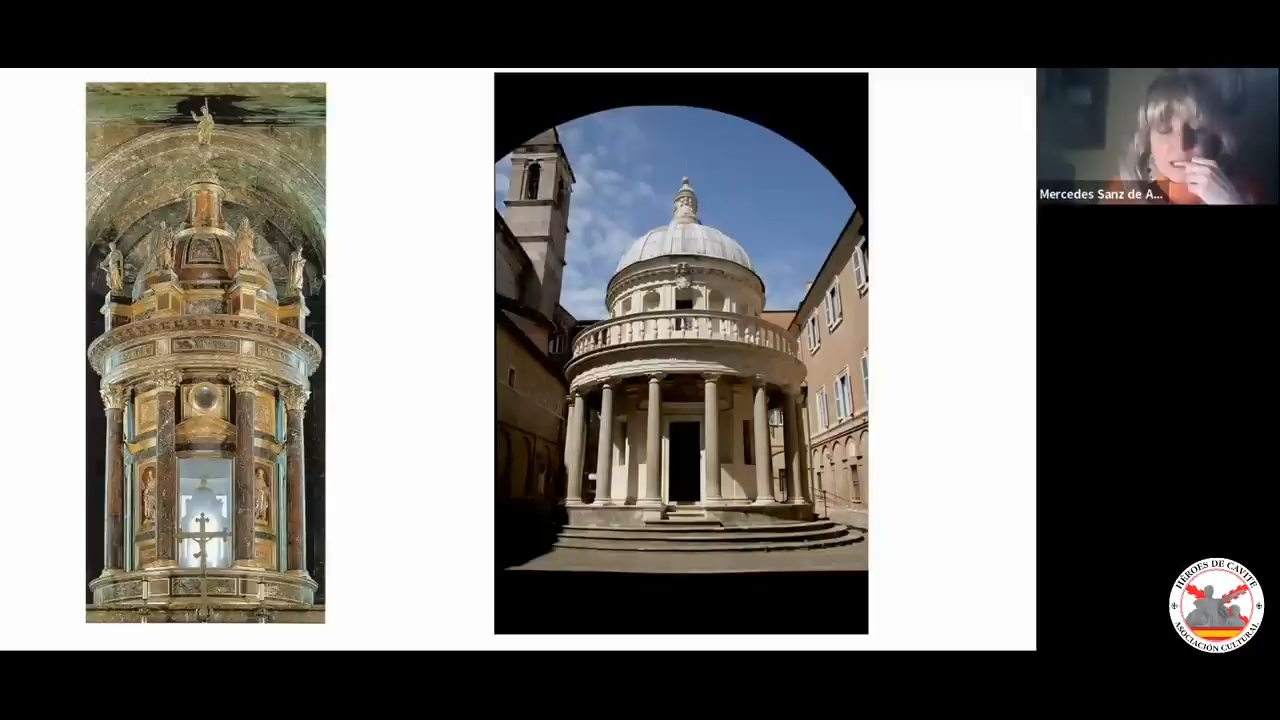 Mercedes Sanz de A...
HÉROES DE CAVITE
ASOCIACIÓN CULTURAL